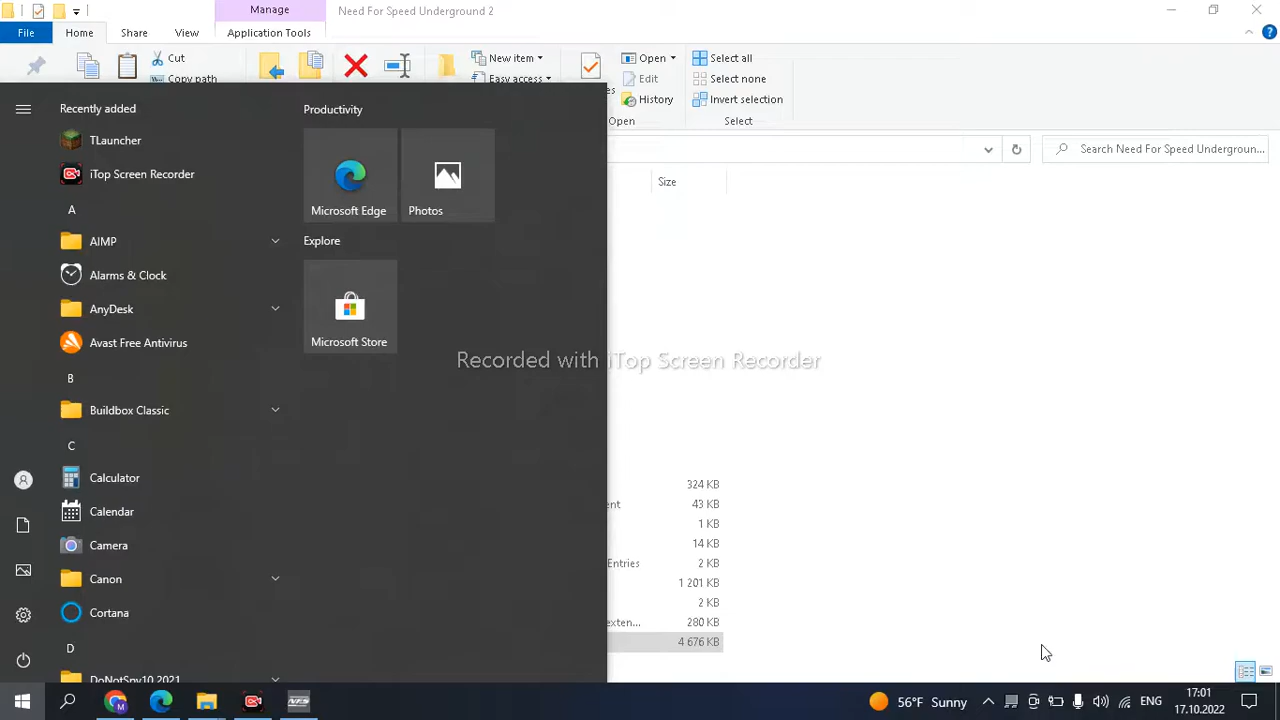 Manage
Need For Speed Underground 2
File
Home
Share
View
Application Tools
Cut
Copy path
New item
Easy access
Open
Edit
History
Open
Select all
Select none
Invert selection
Select
Search Need For Speed Undergroun...
Size
Recently added
TLauncher
iTop Screen Recorder
A
AIMP
Alarms & Clock
AnyDesk
Avast Free Antivirus
B
Buildbox Classic
C
Calculator
Calendar
Camera
Canon
Cortana
D
DoNotSpy10 2021
Productivity
Microsoft Edge
Photos
Explore
Microsoft Store
Recorded with iTop Screen Recorder
324 KB
ent 43 KB
1 KB
14 KB
Entries 2 KB
1 201 KB
2 KB
exten... 280 KB
4 676 KB
NFS
56°F Sunny
ENG
17:01
17.10.2022